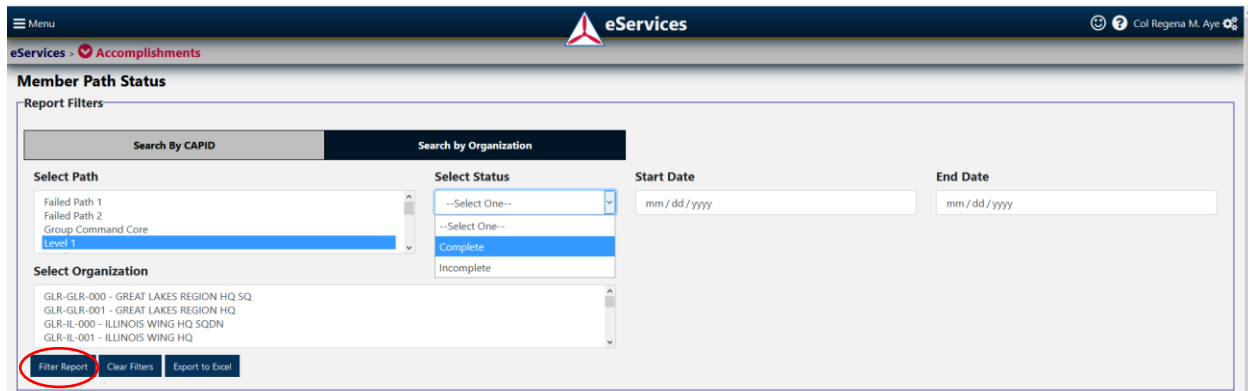 Menu
eServices
Col Regena M. Aye
eServices > Accomplishments
Member Path Status
Report Filters
Search By CAPID
Search by Organization
Select Path
Select Status
Start Date
End Date
Failed Path 1
Failed Path 2
Group Command Core
Level 1
--Select One--
mm / dd / yyyy
mm / dd / yyyy
--Select One--
Complete
Incomplete
Select Organization
GLR-GLR-000 - GREAT LAKES REGION HQ SQ
GLR-GLR-001 - GREAT LAKES REGION HQ
GLR-IL-000 - ILLINOIS WING HQ SQDN
GLR-IL-001 - ILLINOIS WING HQ
Filter Report
Clear Filters
Export to Excel